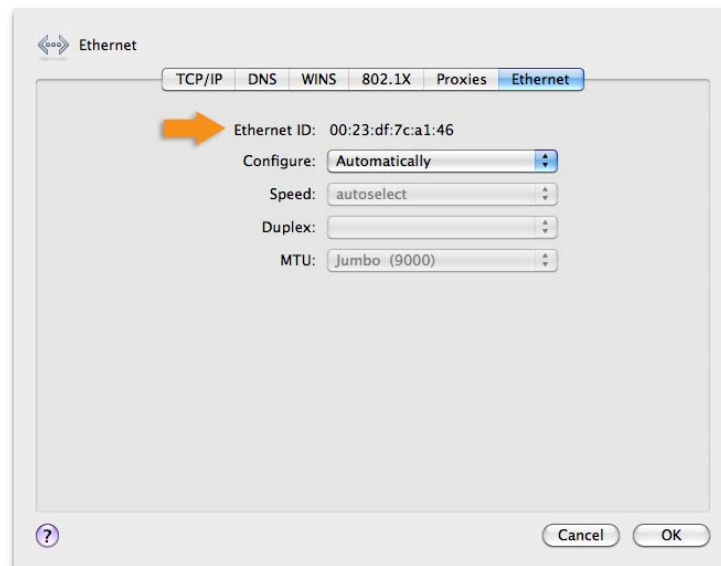 Ethernet
TCP/IP DNS WINS 802.1X Proxies Ethernet
Ethernet ID: 00:23:df:7c:a1:46
Configure: Automatically
Speed: autoselect
Duplex:
MTU: Jumbo (9000)
? Cancel OK